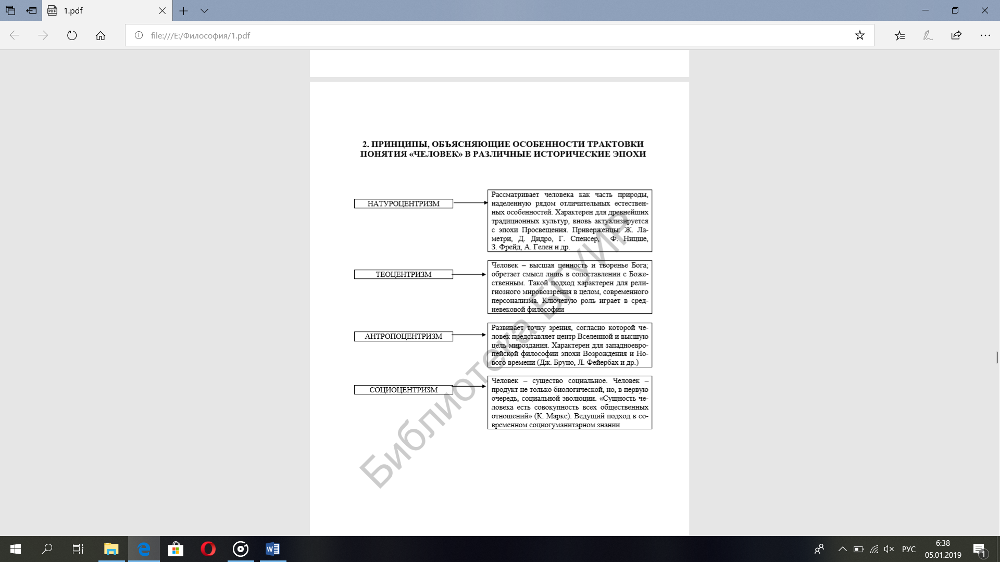 1.pdf
file:///E:/Философия/1.pdf
2. ПРИНЦИПЫ, ОБЪЯСНЯЮЩИЕ ОСОБЕННОСТИ ТРАКТОВКИ
ПОНЯТИЯ «ЧЕЛОВЕК» В РАЗЛИЧНЫЕ ИСТОРИЧЕСКИЕ ЭПОХИ
НАТУРОЦЕНТРИЗМ
Рассматривает человека как часть природы,
наделенную рядом отличительных естествен-
ных особенностей. Характерен для древнейших
традиционных культур, вновь актуализируется
с эпохи Просвещения. Приверженцы: Ж. Ла-
метри, Д. Дидро, Г. Спенсер, Ф. Ницше,
З. Фрейд, А. Гелен и др.
ТЕОЦЕНТРИЗМ
Человек – высшая ценность и творенье Бога;
обретает смысл лишь в сопоставлении с Боже-
ственным. Такой подход характерен для рели-
гиозного мировоззрения в целом, современного
персонализма. Ключевую роль играет в сред-
невековой философии
АНТРОПОЦЕНТРИЗМ
Развивает точку зрения, согласно которой че-
ловек представляет центр Вселенной и высшую
цель мироздания. Характерен для западноевро-
пейской философии эпохи Возрождения и Но-
вого времени (Дж. Бруно, Л. Фейербах и др.)
СОЦИОЦЕНТРИЗМ
Человек – существо социальное. Человек –
продукт не только биологической, но, в первую
очередь, социальной эволюции. «Сущность че-
ловека есть совокупность всех общественных
отношений» (К. Маркс). Ведущий подход в со-
временном социогуманитарном знании
Библиотека БГУИР
РУС
6:38
05.01.2019
1